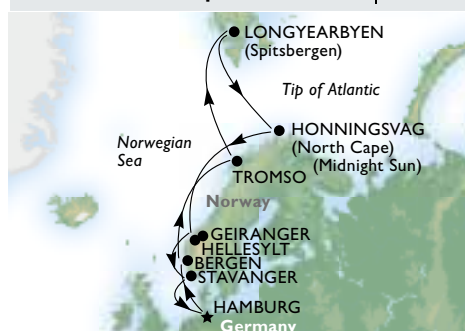 LONGYEARBYEN
(Spitsbergen)
Tip of Atlantic
HONNINGSVAG
(North Cape)
(Midnight Sun)
Norwegian
Sea
TROMSO
Norway
GEIRANGER
HELLESYLT
BERGEN
STAVANGER
HAMBURG
Germany